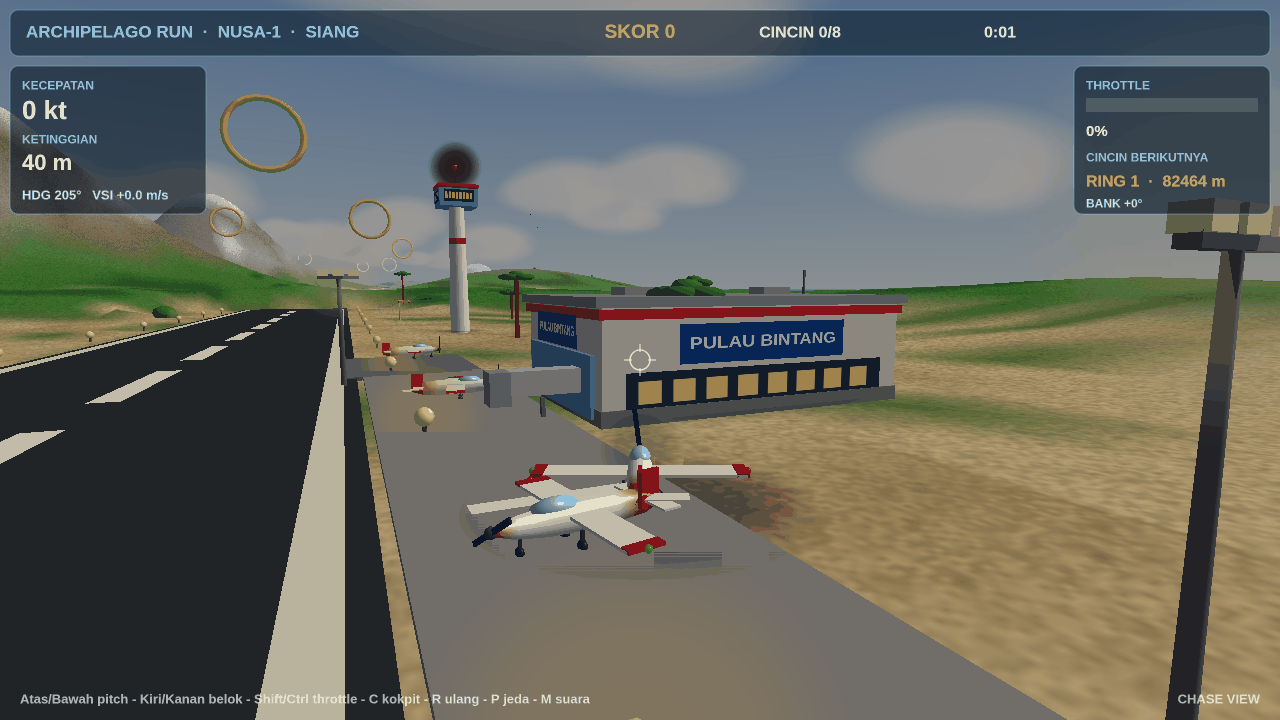 ARCHIPELAGO RUN · NUSA-1 · SIANG
SKOR 0
CINCIN 0/8
0:01
KECEPATAN
0 kt
KETINGGIAN
40 m
HDG 205° VSI +0.0 m/s
THROTTLE
0%
CINCIN BERIKUTNYA
RING 1 · 82464 m
BANK +0°
PULAU BINTANG
PULAU BINTANG
Atas/Bawah pitch - Kiri/Kanan belok - Shift/Ctrl throttle - C kokpit - R ulang - P jeda - M suara
CHASE VIEW